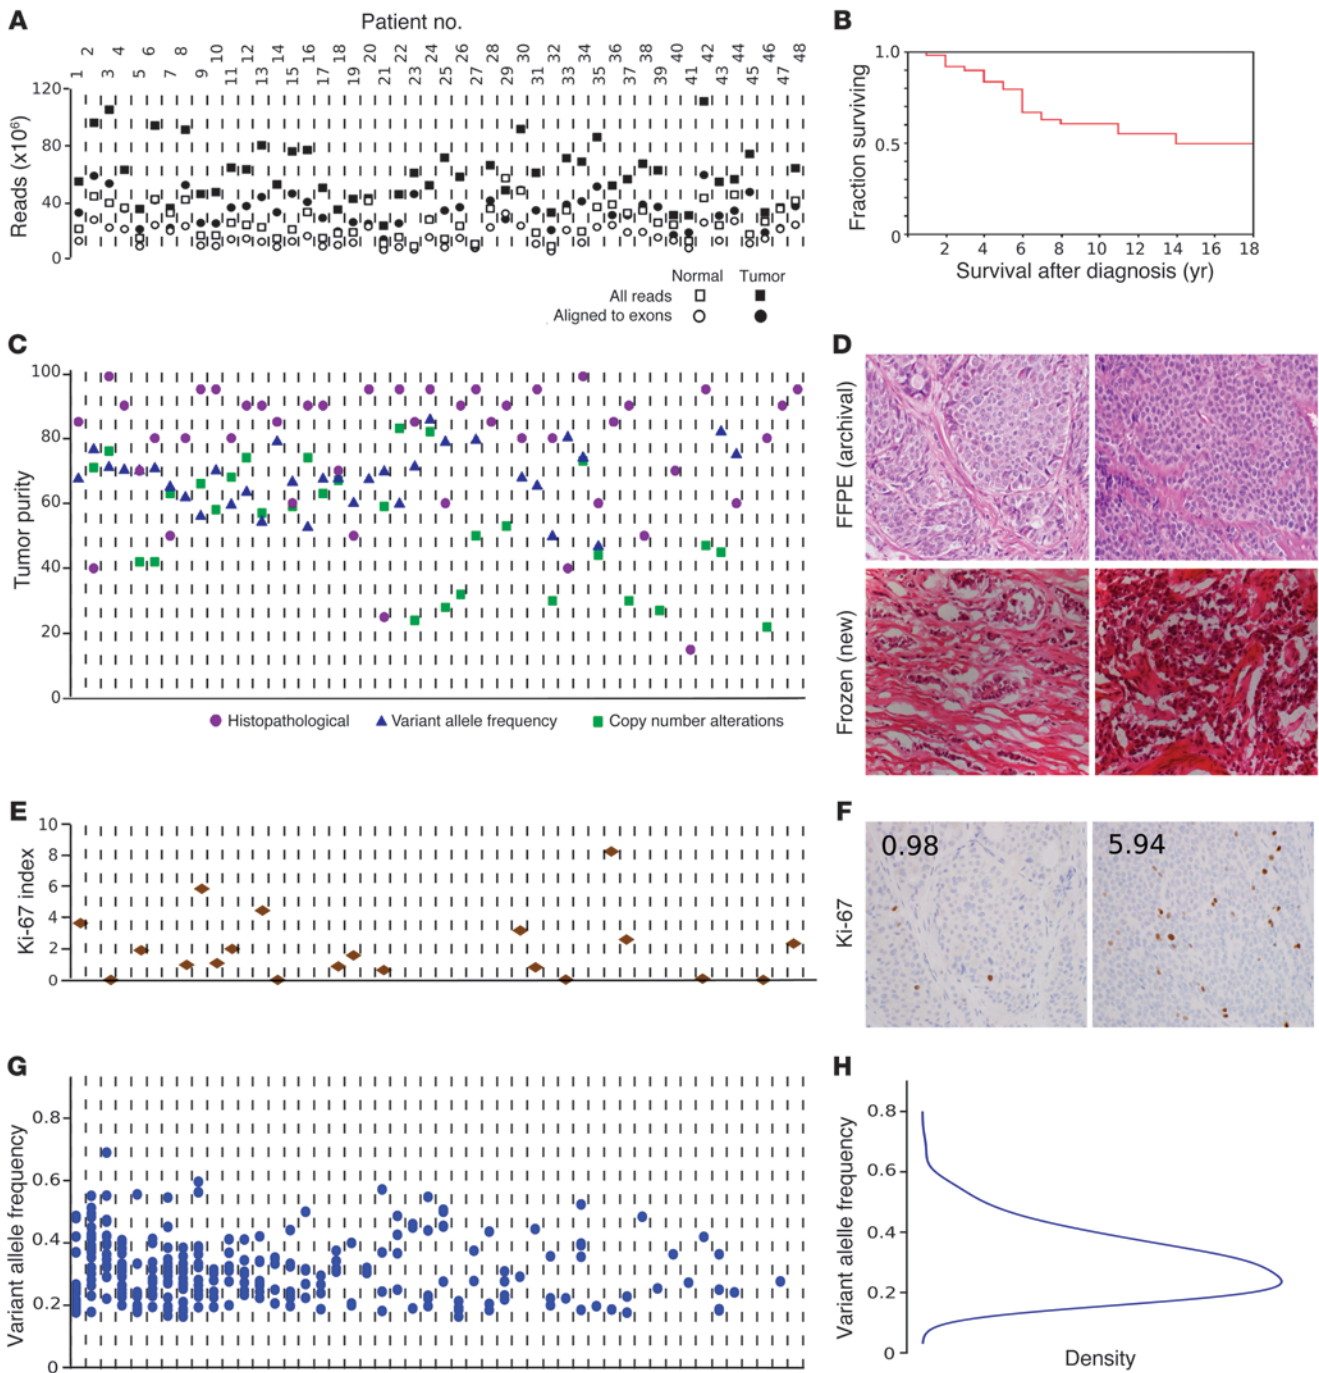 A
Patient no.
2 4 6 8 10 12 14 16 18 20 22 24 26 28 30 32 34 36 38 40 42 44 46 48
1 3 5 7 9 11 13 15 17 19 21 23 25 27 29 31 33 35 37 39 41 43 45 47
Reads (x10⁶)
120
80
40
0
Normal Tumor
All reads
Aligned to exons
B
Fraction surviving
1.0
0.5
0
2 4 6 8 10 12 14 16 18
Survival after diagnosis (yr)
C
Tumor purity
100
80
60
40
20
0
Histopathological Variant allele frequency Copy number alterations
D
FFPE (archival)
Frozen (new)
E
Ki-67 index
10
8
6
4
2
0
F
Ki-67
0.98 5.94
G
Variant allele frequency
0.8
0.6
0.4
0.2
0
H
Variant allele frequency
0.8
0.6
0.4
0.2
0
Density